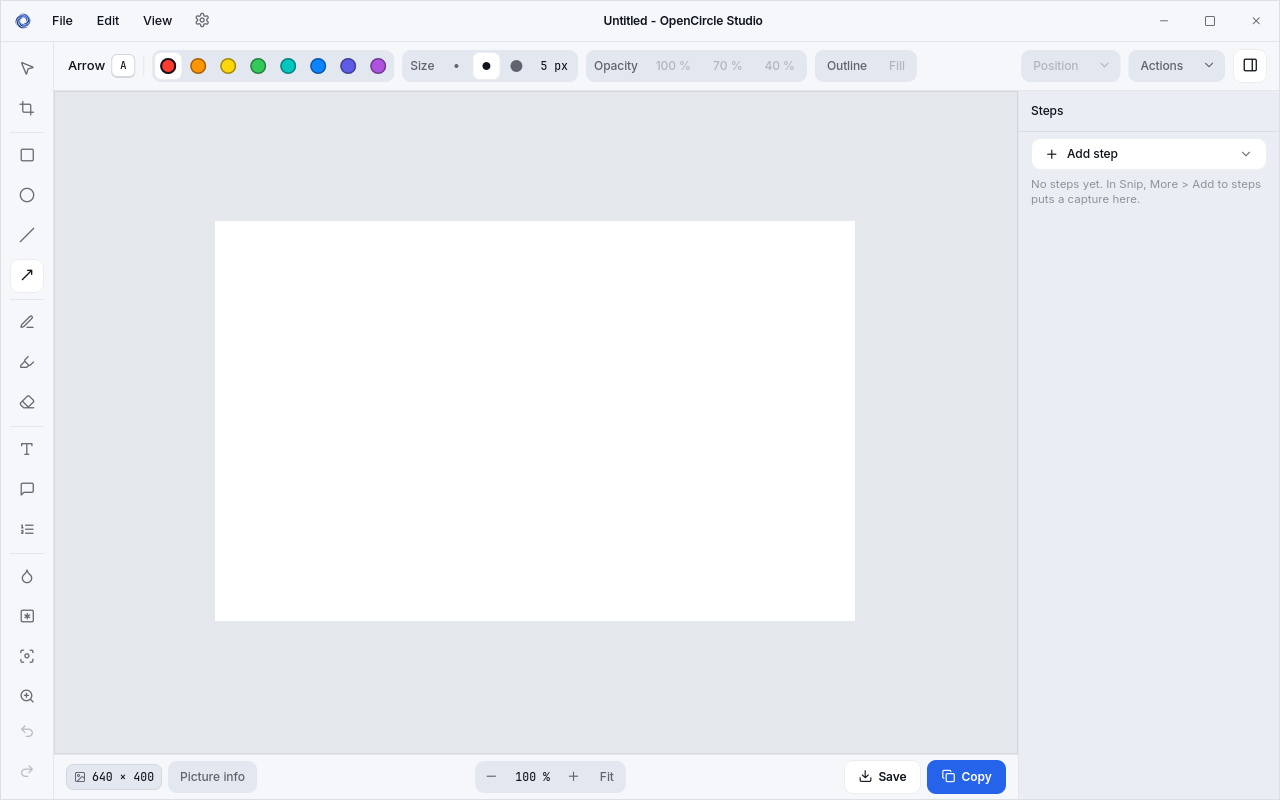 File Edit View Untitled - OpenCircle Studio
Arrow A Size 5 px Opacity 100 % 70 % 40 % Outline Fill Position Actions
Steps
Add step
No steps yet. In Snip, More > Add to steps
puts a capture here.
640 × 400 Picture info 100 % Fit Save Copy